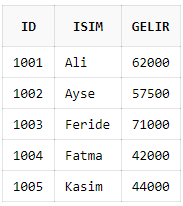 ID ISIM GELIR
1001 Ali 62000
1002 Ayse 57500
1003 Feride 71000
1004 Fatma 42000
1005 Kasim 44000